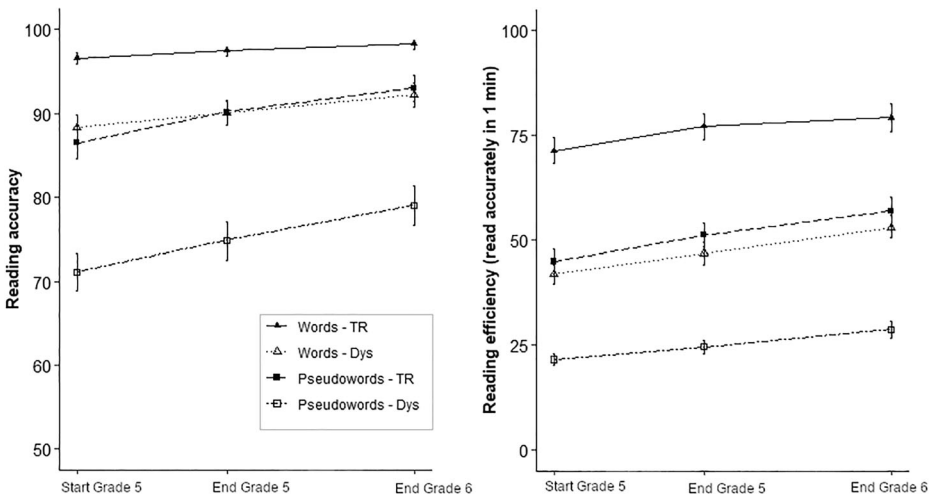 100
90
80
70
60
50
Reading accuracy
Words - TR
Words - Dys
Pseudowords - TR
Pseudowords - Dys
Start Grade 5
End Grade 5
End Grade 6
100
75
50
25
0
Reading efficiency (read accurately in 1 min)
Start Grade 5
End Grade 5
End Grade 6